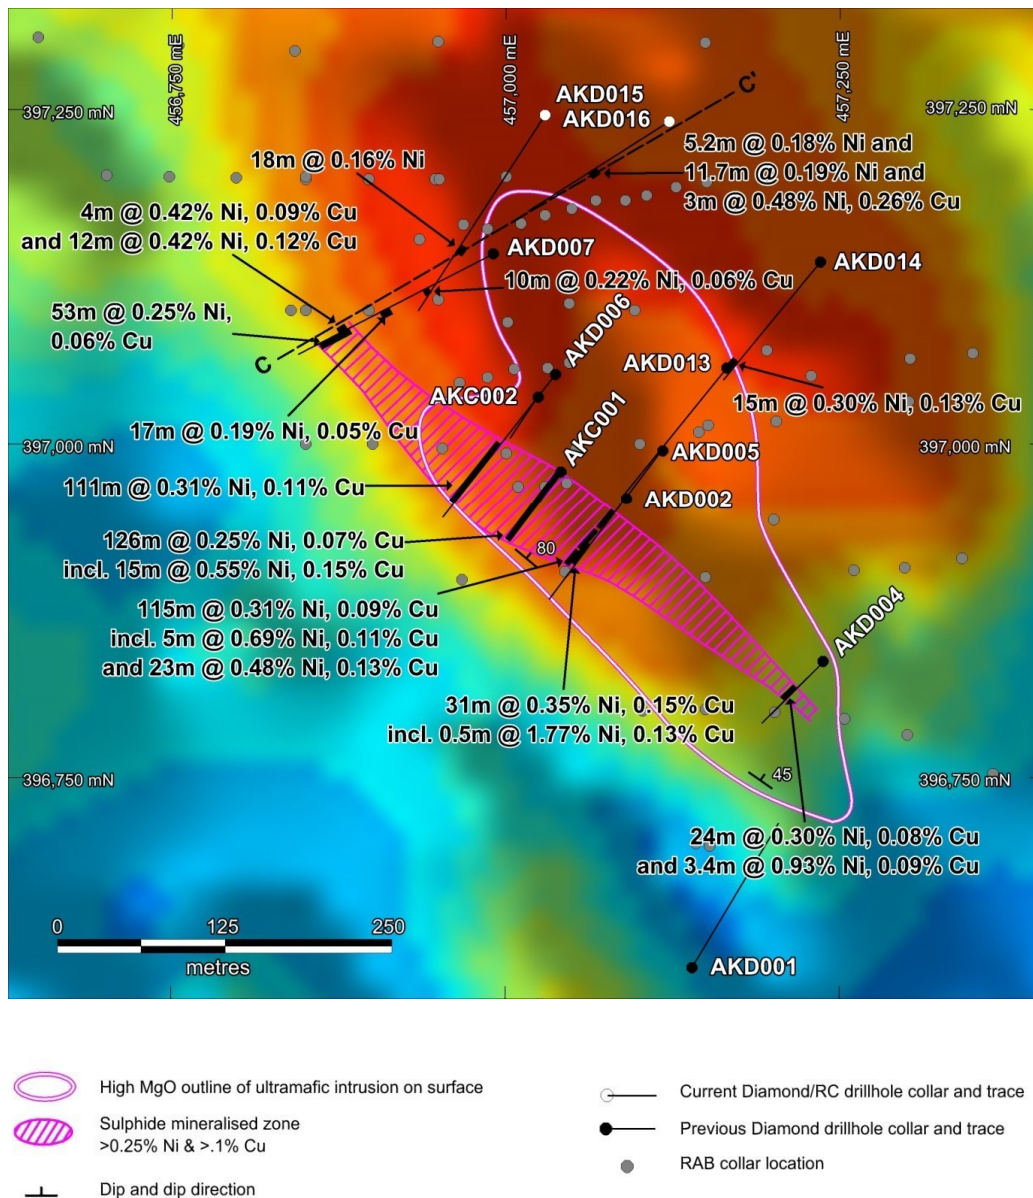 456,750 mE
457,000 mE
457,250 mE
397,250 mN
397,250 mN
AKD015
AKD016
C'
18m @ 0.16% Ni
5.2m @ 0.18% Ni and
11.7m @ 0.19% Ni and
3m @ 0.48% Ni, 0.26% Cu
4m @ 0.42% Ni, 0.09% Cu
and 12m @ 0.42% Ni, 0.12% Cu
AKD007
AKD014
10m @ 0.22% Ni, 0.06% Cu
53m @ 0.25% Ni,
0.06% Cu
AKD006
C
AKD013
AKC002
AKC001
15m @ 0.30% Ni, 0.13% Cu
17m @ 0.19% Ni, 0.05% Cu
397,000 mN
397,000 mN
AKD005
111m @ 0.31% Ni, 0.11% Cu
AKD002
126m @ 0.25% Ni, 0.07% Cu
incl. 15m @ 0.55% Ni, 0.15% Cu
80
115m @ 0.31% Ni, 0.09% Cu
incl. 5m @ 0.69% Ni, 0.11% Cu
and 23m @ 0.48% Ni, 0.13% Cu
AKD004
31m @ 0.35% Ni, 0.15% Cu
incl. 0.5m @ 1.77% Ni, 0.13% Cu
396,750 mN
45
396,750 mN
24m @ 0.30% Ni, 0.08% Cu
and 3.4m @ 0.93% Ni, 0.09% Cu
0 125 250
metres
AKD001
High MgO outline of ultramafic intrusion on surface
Sulphide mineralised zone
>0.25% Ni & >.1% Cu
Dip and dip direction
Current Diamond/RC drillhole collar and trace
Previous Diamond drillhole collar and trace
RAB collar location